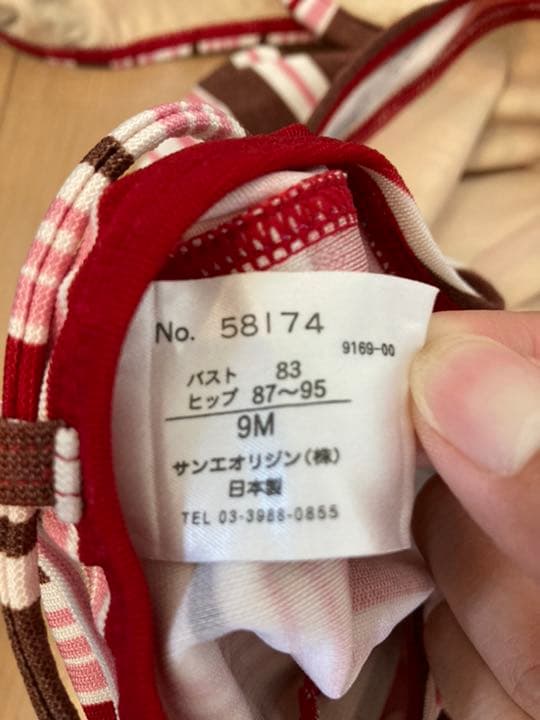 No. 58174
9169-00
バスト 83
ヒップ 87〜95
9M
サンエオリジン(株)
日本製
TEL 03-3988-0855